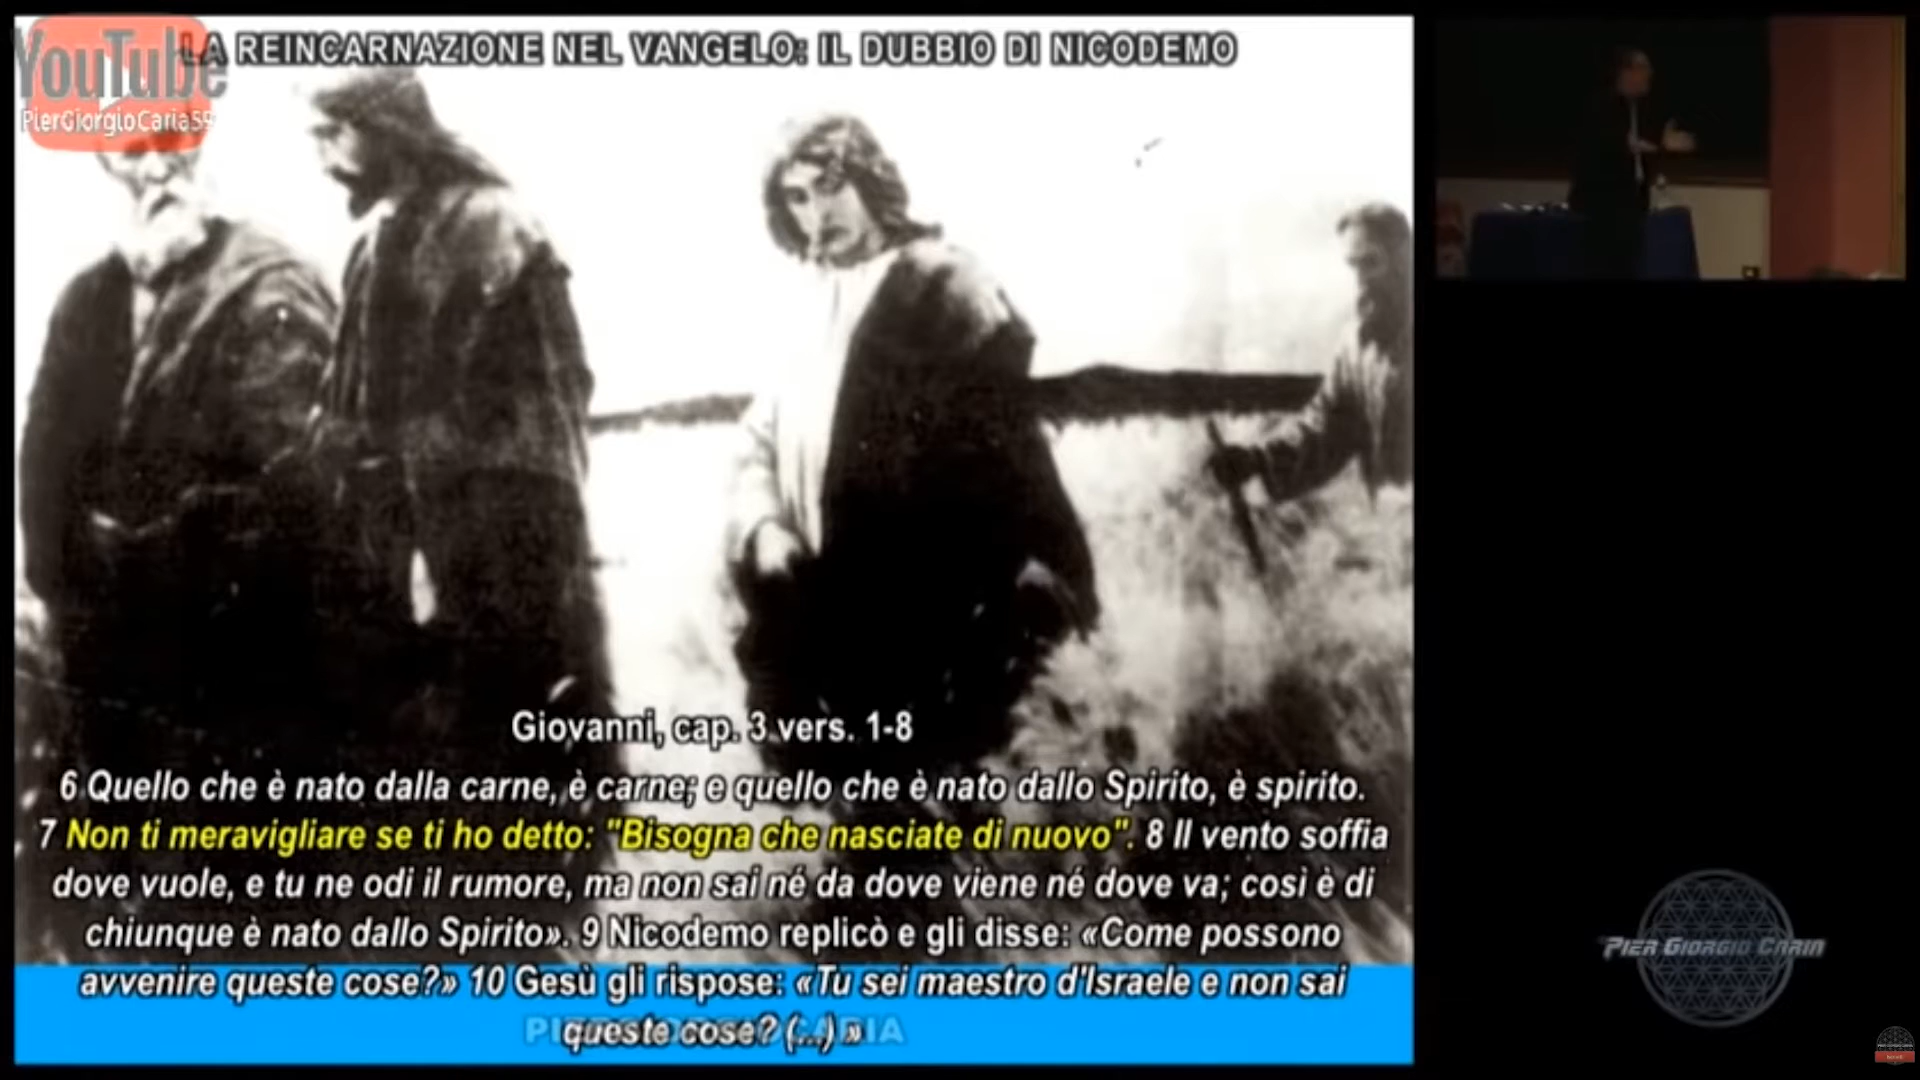 LA REINCARNAZIONE NEL VANGELO: IL DUBBIO DI NICODEMO
YouTube
PierGiorgioCaria59
Giovanni, cap. 3 vers. 1-8
6 Quello che è nato dalla carne, è carne; e quello che è nato dallo Spirito, è spirito.
7 Non ti meravigliare se ti ho detto: "Bisogna che nasciate di nuovo". 8 Il vento soffia
dove vuole, e tu ne odi il rumore, ma non sai né da dove viene né dove va; così è di
chiunque è nato dallo Spirito». 9 Nicodemo replicò e gli disse: «Come possono
avvenire queste cose?» 10 Gesù gli rispose: «Tu sei maestro d'Israele e non sai
queste cose? (...) »
PIER GIORGIO CARIA